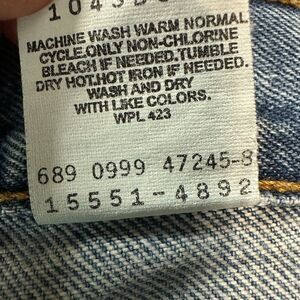 MACHINE WASH WARM NORMAL
CYCLE.ONLY NON-CHLORINE
BLEACH IF NEEDED.TUMBLE
DRY HOT.HOT IRON IF NEEDED.
WASH AND DRY
WITH LIKE COLORS.
WPL 423
689 0999 47245-8
15551-4892